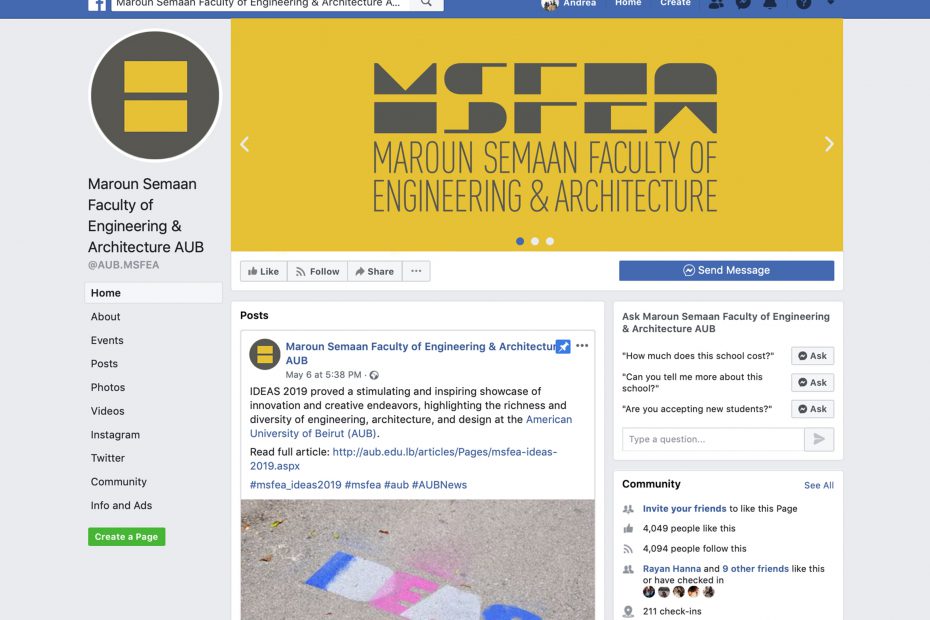 Maroun Semaan Faculty of Engineering & Architecture A...
Andrea
Home
Create
MSFEA
MSFEA
MAROUN SEMAAN FACULTY OF
ENGINEERING & ARCHITECTURE
Maroun Semaan
Faculty of
Engineering &
Architecture AUB
@AUB.MSFEA
Home
About
Events
Posts
Photos
Videos
Instagram
Twitter
Community
Info and Ads
Create a Page
Like
Follow
Share
...
Send Message
Posts
Maroun Semaan Faculty of Engineering & Architectur
AUB
May 6 at 5:38 PM ·
IDEAS 2019 proved a stimulating and inspiring showcase of
innovation and creative endeavors, highlighting the richness and
diversity of engineering, architecture, and design at the American
University of Beirut (AUB).
Read full article: http://aub.edu.lb/articles/Pages/msfea-ideas-
2019.aspx
#msfea_ideas2019 #msfea #aub #AUBNews
Ask Maroun Semaan Faculty of Engineering
& Architecture AUB
"How much does this school cost?"
Ask
"Can you tell me more about this
school?"
Ask
"Are you accepting new students?"
Ask
Type a question...
Community
See All
Invite your friends to like this Page
4,049 people like this
4,094 people follow this
Rayan Hanna and 9 other friends like this
or have checked in
211 check-ins